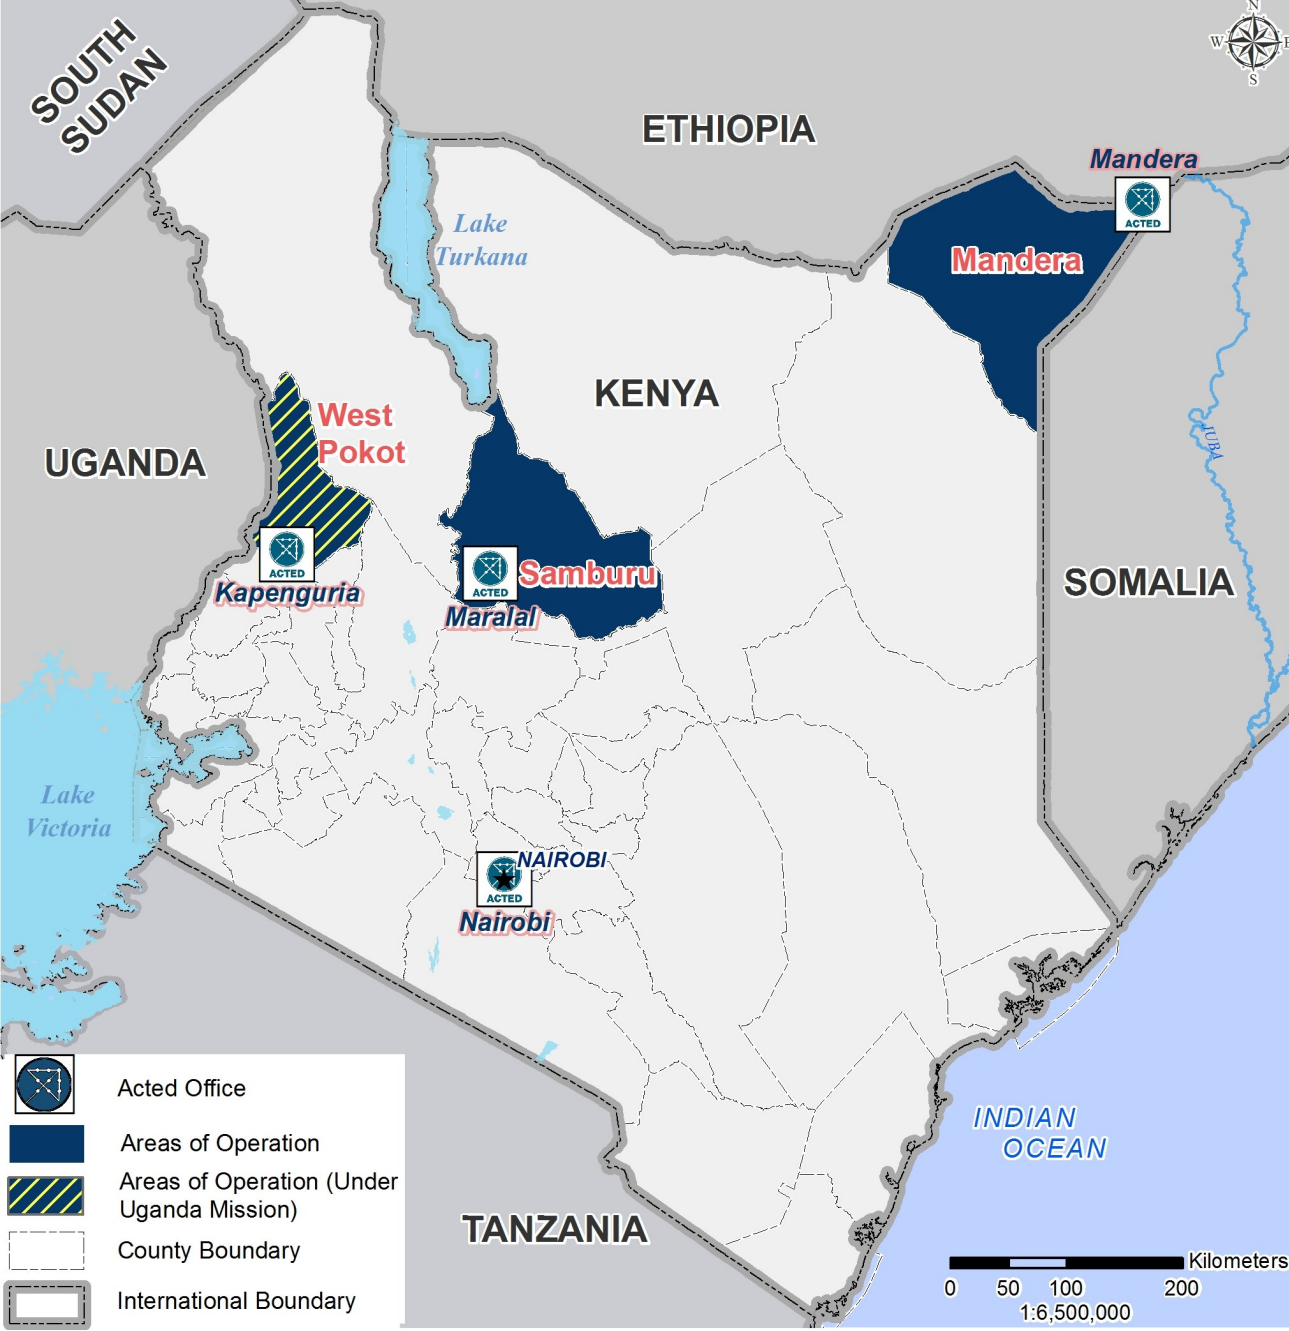 N
W
E
S
SOUTH
SUDAN
ETHIOPIA
Mandera
ACTED
Mandera
Lake
Turkana
KENYA
West
Pokot
UGANDA
JUBA
ACTED
Kapenguria
ACTED
Samburu
Maralal
SOMALIA
Lake
Victoria
NAIROBI
ACTED
Nairobi
INDIAN
OCEAN
TANZANIA
Acted Office
Areas of Operation
Areas of Operation (Under
Uganda Mission)
County Boundary
International Boundary
Kilometers
0 50 100 200
1:6,500,000